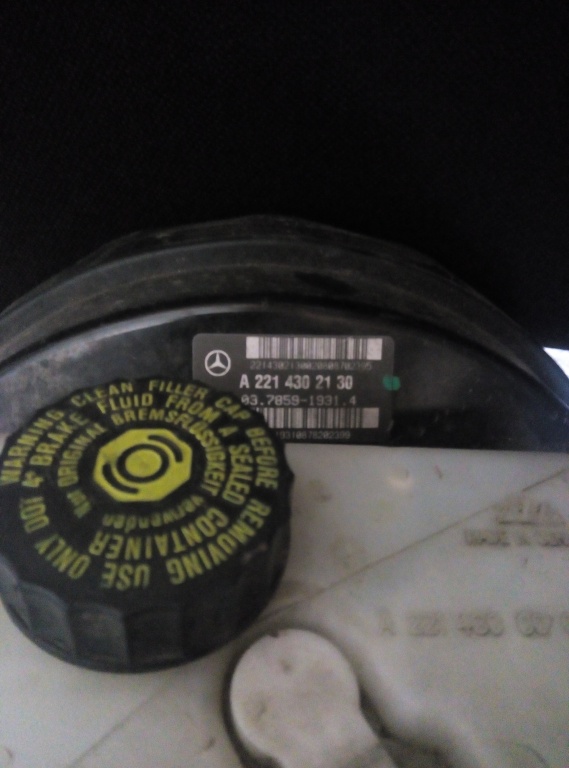 A 221 430 21 30
03.7859-1931.4
WARNING CLEAN FILLER CAP BEFORE REMOVING USE ONLY DOT 4 BRAKE FLUID FROM A SEALED CONTAINER
Nur ORIGINAL BREMSFLÜSSIGKEIT verwenden